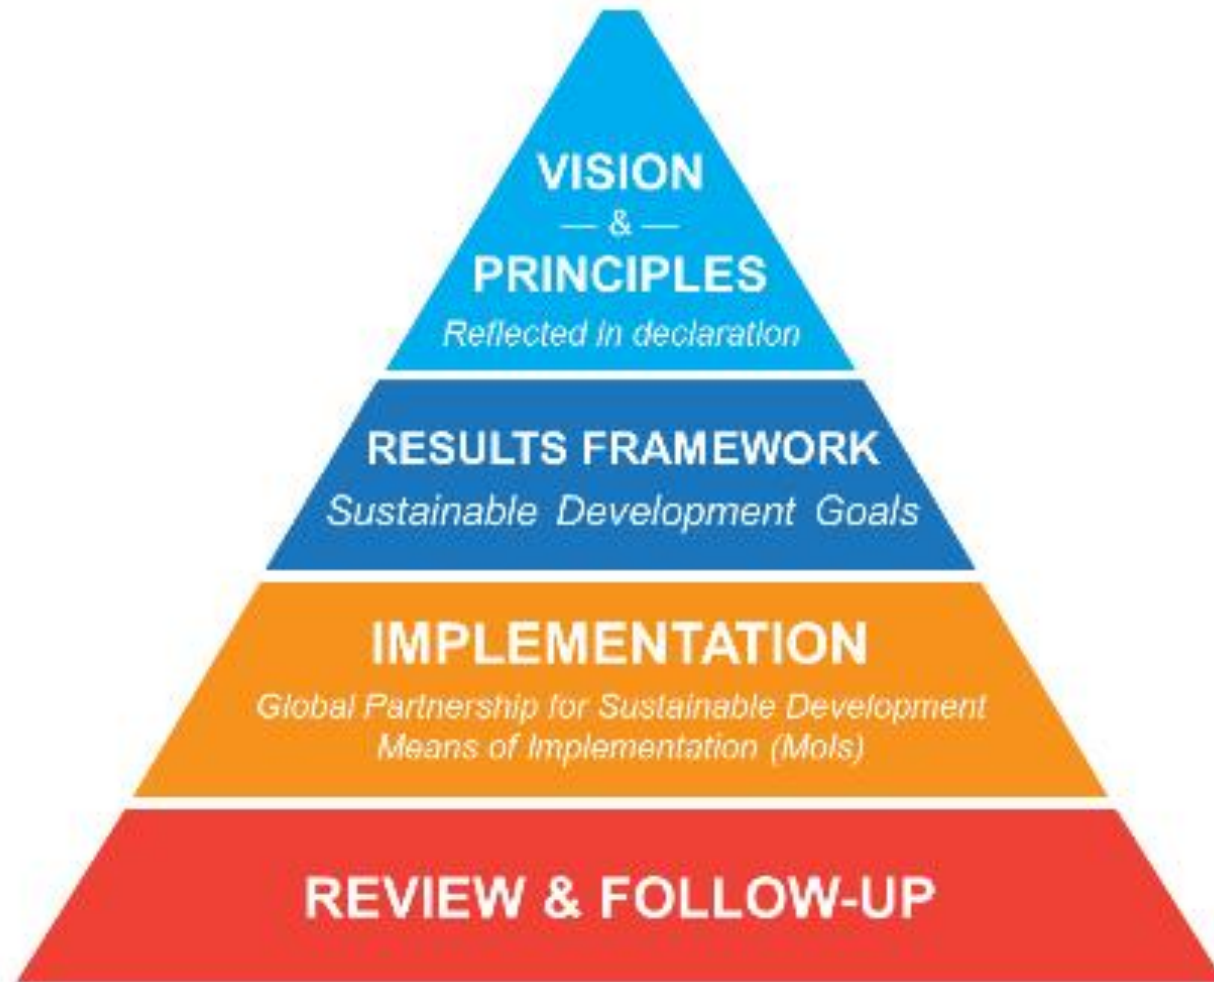 VISION
— & —
PRINCIPLES
Reflected in declaration
RESULTS FRAMEWORK
Sustainable Development Goals
IMPLEMENTATION
Global Partnership for Sustainable Development
Means of Implementation (MoIs)
REVIEW & FOLLOW-UP